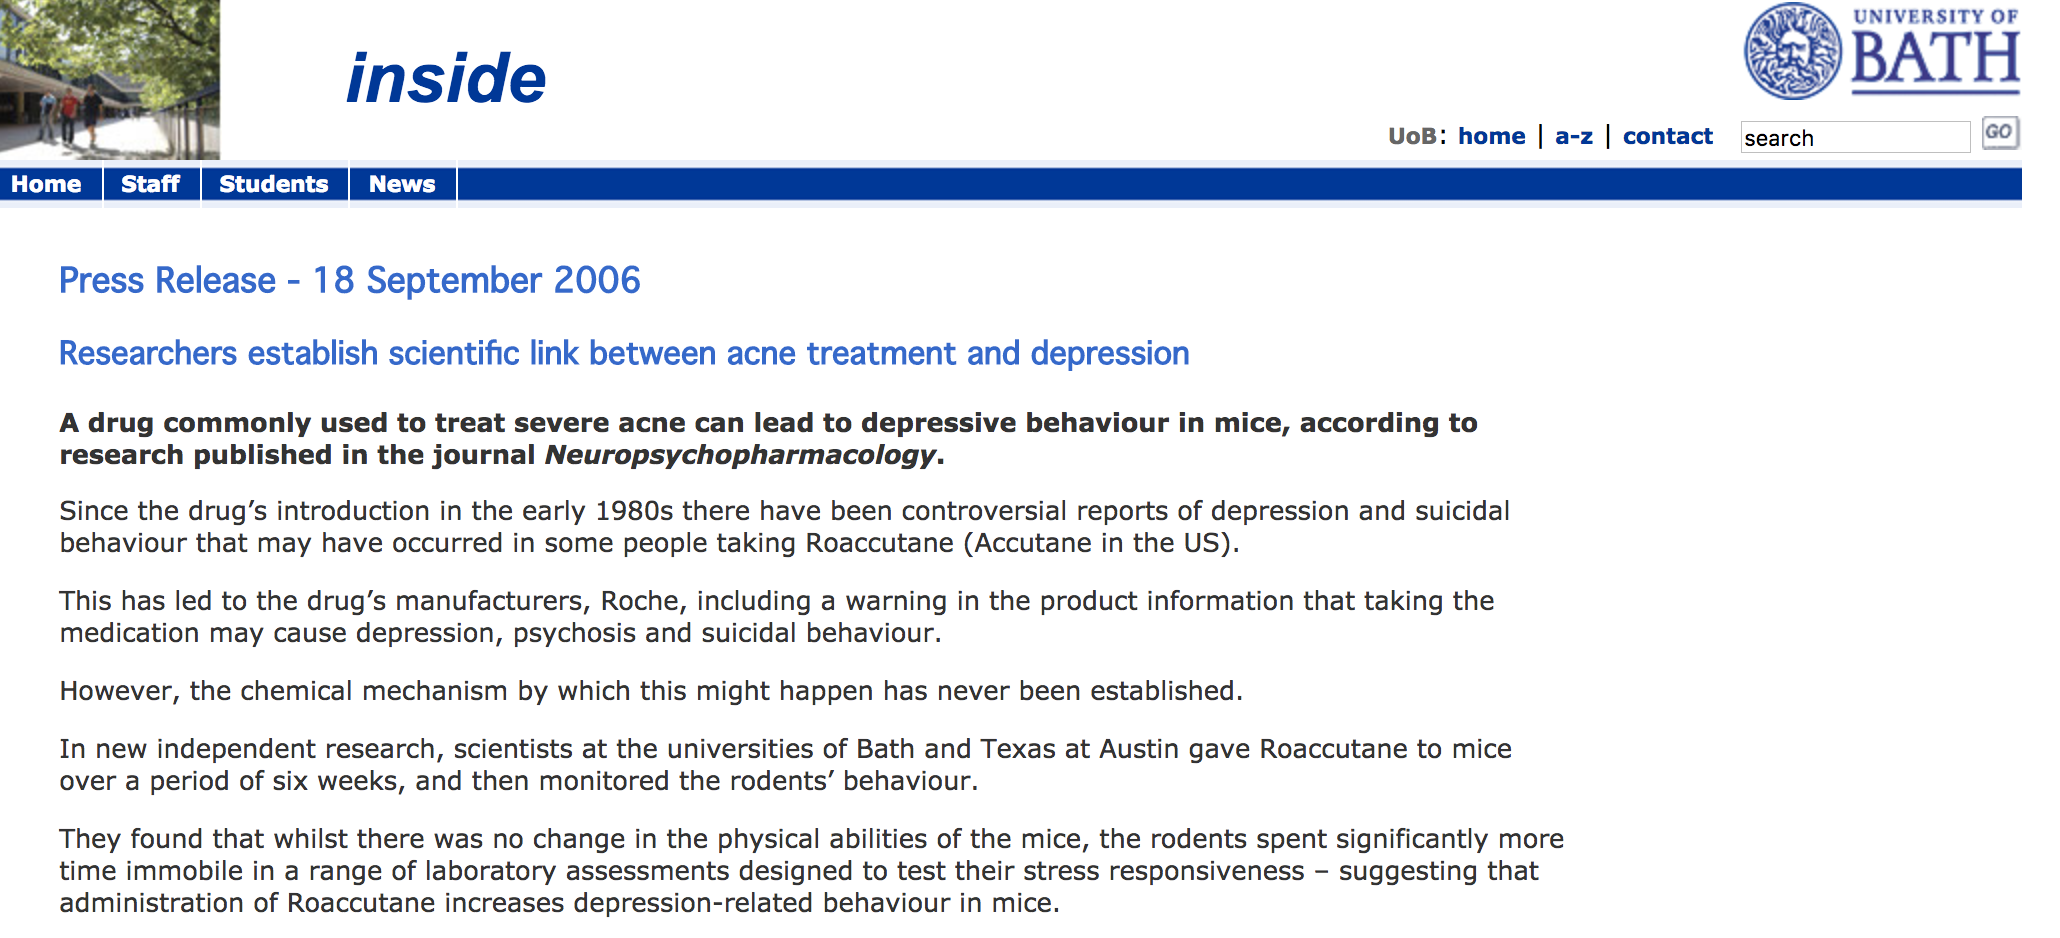 inside
UNIVERSITY OF
BATH
UoB: home | a-z | contact
search
GO
Home
Staff
Students
News
Press Release - 18 September 2006
Researchers establish scientific link between acne treatment and depression
A drug commonly used to treat severe acne can lead to depressive behaviour in mice, according to
research published in the journal Neuropsychopharmacology.
Since the drug’s introduction in the early 1980s there have been controversial reports of depression and suicidal
behaviour that may have occurred in some people taking Roaccutane (Accutane in the US).
This has led to the drug’s manufacturers, Roche, including a warning in the product information that taking the
medication may cause depression, psychosis and suicidal behaviour.
However, the chemical mechanism by which this might happen has never been established.
In new independent research, scientists at the universities of Bath and Texas at Austin gave Roaccutane to mice
over a period of six weeks, and then monitored the rodents’ behaviour.
They found that whilst there was no change in the physical abilities of the mice, the rodents spent significantly more
time immobile in a range of laboratory assessments designed to test their stress responsiveness – suggesting that
administration of Roaccutane increases depression-related behaviour in mice.